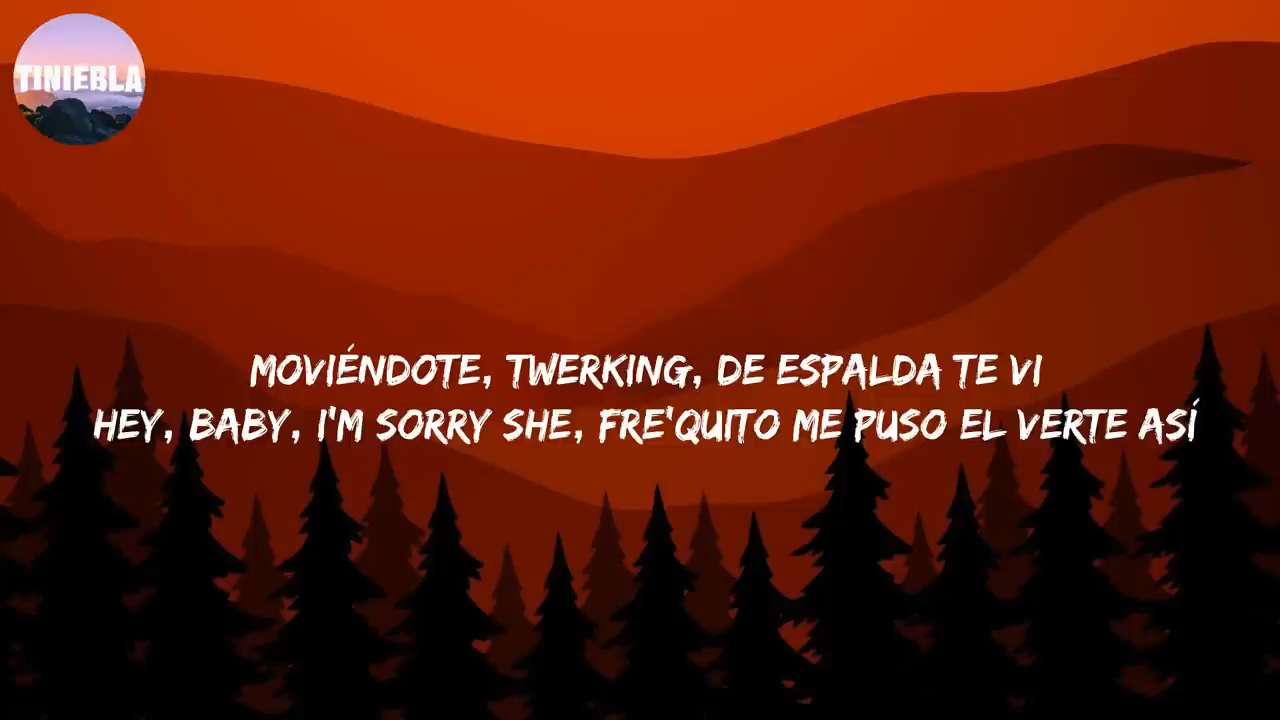 TINIEBLA
MOVIÉNDOTE, TWERKING, DE ESPALDA TE VI
HEY, BABY, I'M SORRY SHE, FRE'QUITO ME PUSO EL VERTE ASÍ